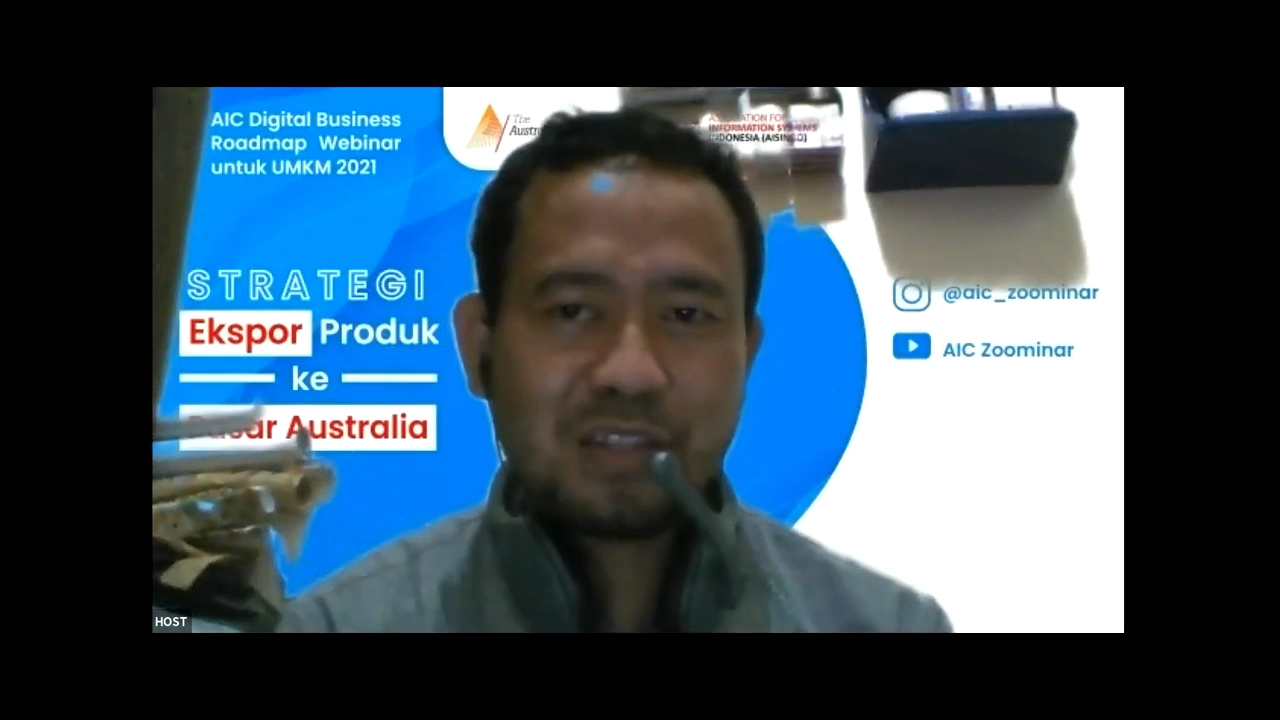 AIC Digital Business
Roadmap Webinar
untuk UMKM 2021
The
INFORMATION SYSTEMS
INDONESIA (AISINDO)
STRATEGI
Ekspor Produk
ke
Australia
@aic_zoominar
AIC Zoominar
HOST